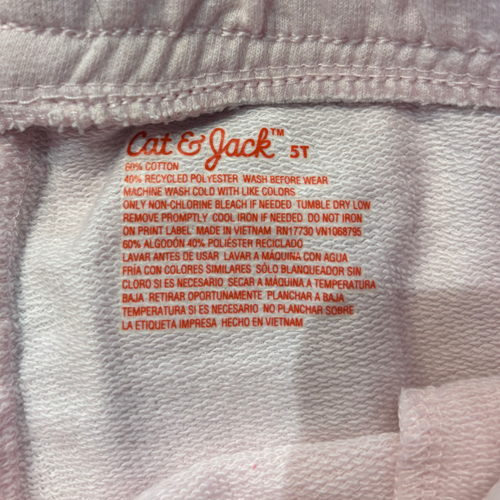 Cat & Jack™ 5T
60% COTTON
40% RECYCLED POLYESTER WASH BEFORE WEAR
MACHINE WASH COLD WITH LIKE COLORS
ONLY NON-CHLORINE BLEACH IF NEEDED TUMBLE DRY LOW
REMOVE PROMPTLY COOL IRON IF NEEDED. DO NOT IRON
ON PRINT LABEL MADE IN VIETNAM RN17730 VN1068795
60% ALGODÓN 40% POLIÉSTER RECICLADO
LAVAR ANTES DE USAR LAVAR A MÁQUINA CON AGUA
FRÍA CON COLORES SIMILARES SÓLO BLANQUEADOR SIN
CLORO SI ES NECESARIO SECAR A MÁQUINA A TEMPERATURA
BAJA RETIRAR OPORTUNAMENTE PLANCHAR A BAJA
TEMPERATURA SI ES NECESARIO NO PLANCHAR SOBRE
LA ETIQUETA IMPRESA HECHO EN VIETNAM